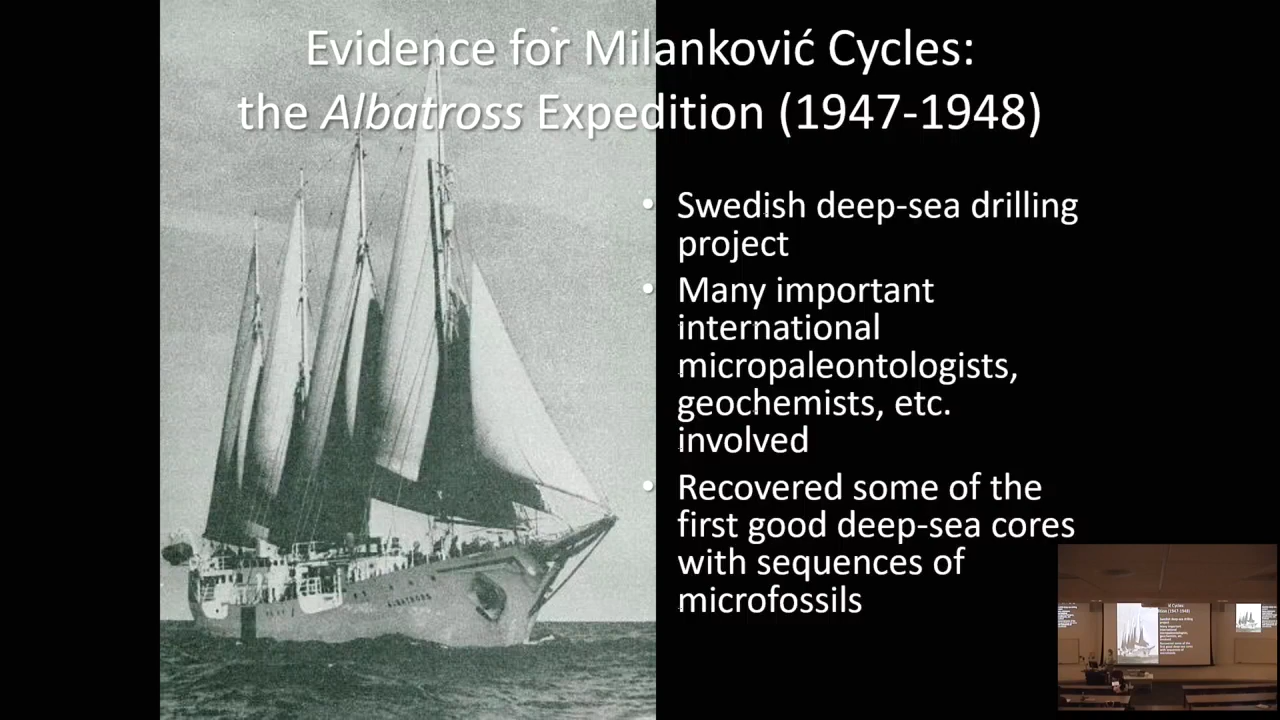 Evidence for Milanković Cycles:
the Albatross Expedition (1947-1948)
• Swedish deep-sea drilling
project
• Many important
international
micropaleontologists,
geochemists, etc.
involved
• Recovered some of the
first good deep-sea cores
with sequences of
microfossils
ALBATROSS